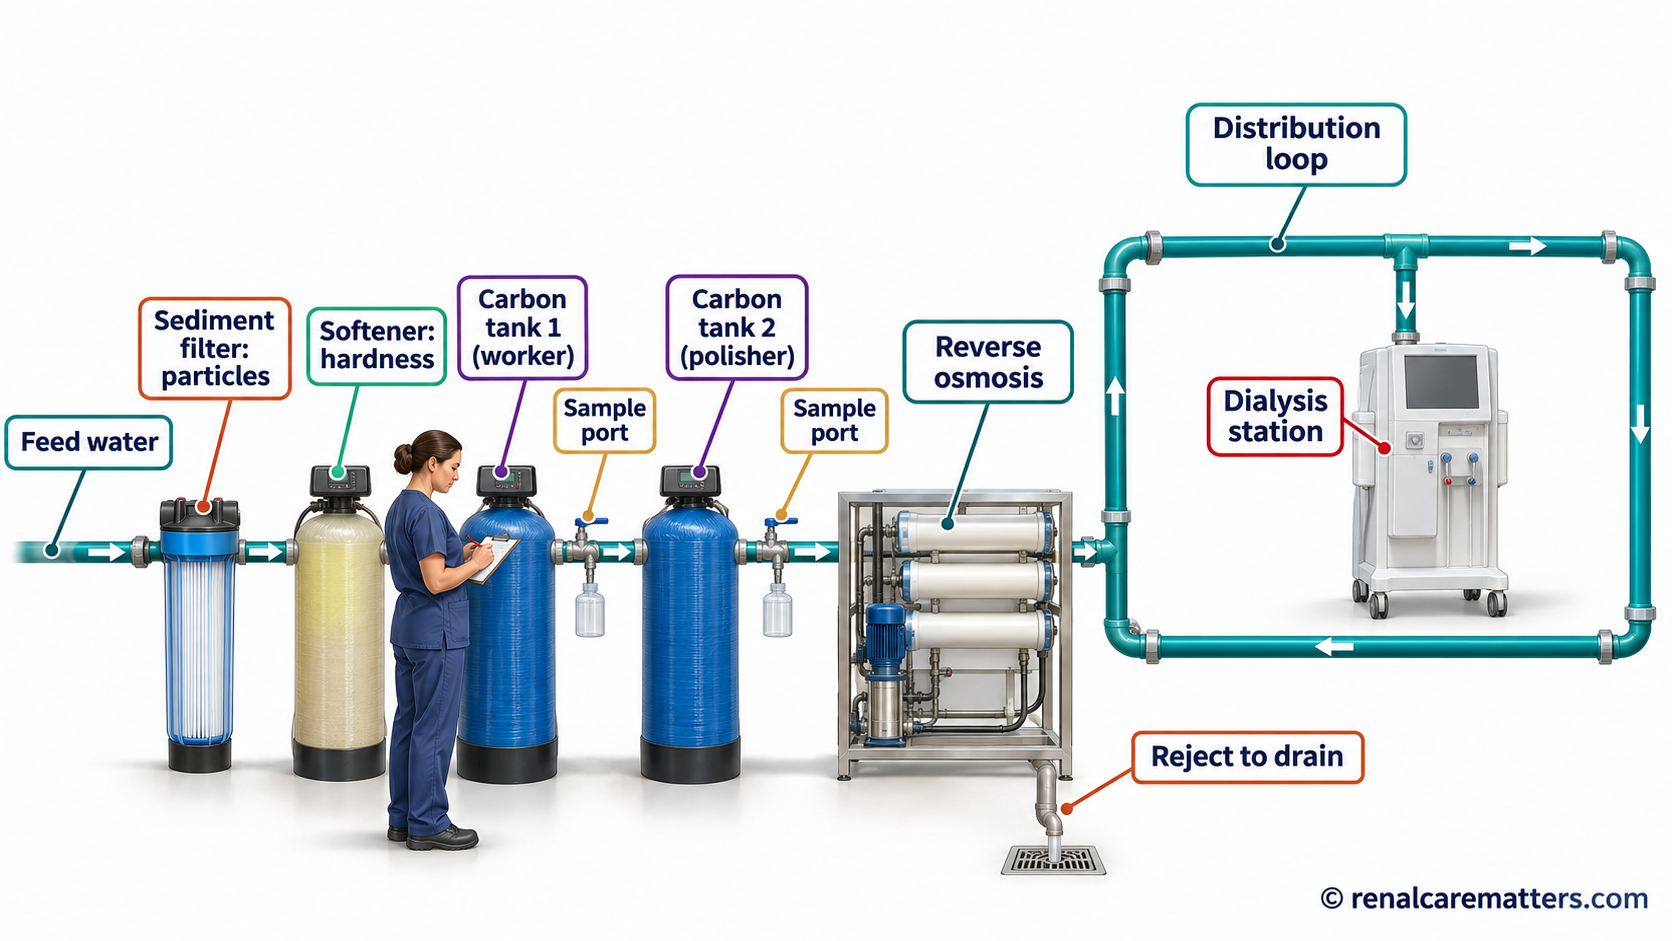 Distribution
loop
Carbon
tank 1
(worker)
Carbon
tank 2
(polisher)
Sediment
filter:
particles
Softener:
hardness
Reverse
osmosis
Sample
port
Sample
port
Dialysis
station
Feed water
Reject to drain
© renalcarematters.com